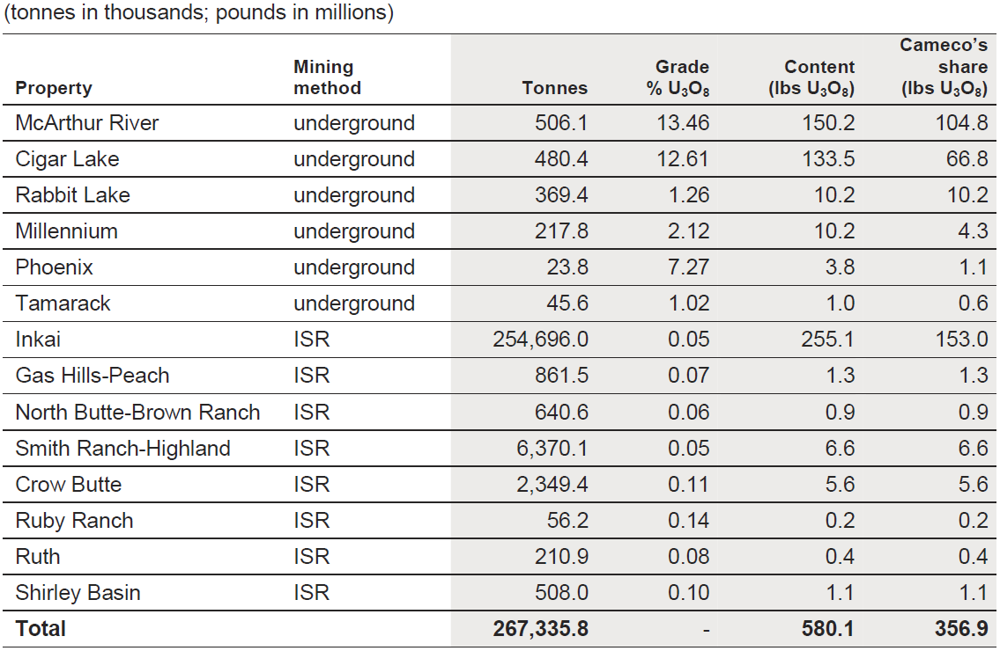 (tonnes in thousands; pounds in millions)
Property Mining method Tonnes Grade % U₃O₈ Content (lbs U₃O₈) Cameco’s share (lbs U₃O₈)
McArthur River underground 506.1 13.46 150.2 104.8
Cigar Lake underground 480.4 12.61 133.5 66.8
Rabbit Lake underground 369.4 1.26 10.2 10.2
Millennium underground 217.8 2.12 10.2 4.3
Phoenix underground 23.8 7.27 3.8 1.1
Tamarack underground 45.6 1.02 1.0 0.6
Inkai ISR 254,696.0 0.05 255.1 153.0
Gas Hills-Peach ISR 861.5 0.07 1.3 1.3
North Butte-Brown Ranch ISR 640.6 0.06 0.9 0.9
Smith Ranch-Highland ISR 6,370.1 0.05 6.6 6.6
Crow Butte ISR 2,349.4 0.11 5.6 5.6
Ruby Ranch ISR 56.2 0.14 0.2 0.2
Ruth ISR 210.9 0.08 0.4 0.4
Shirley Basin ISR 508.0 0.10 1.1 1.1
Total 267,335.8 - 580.1 356.9